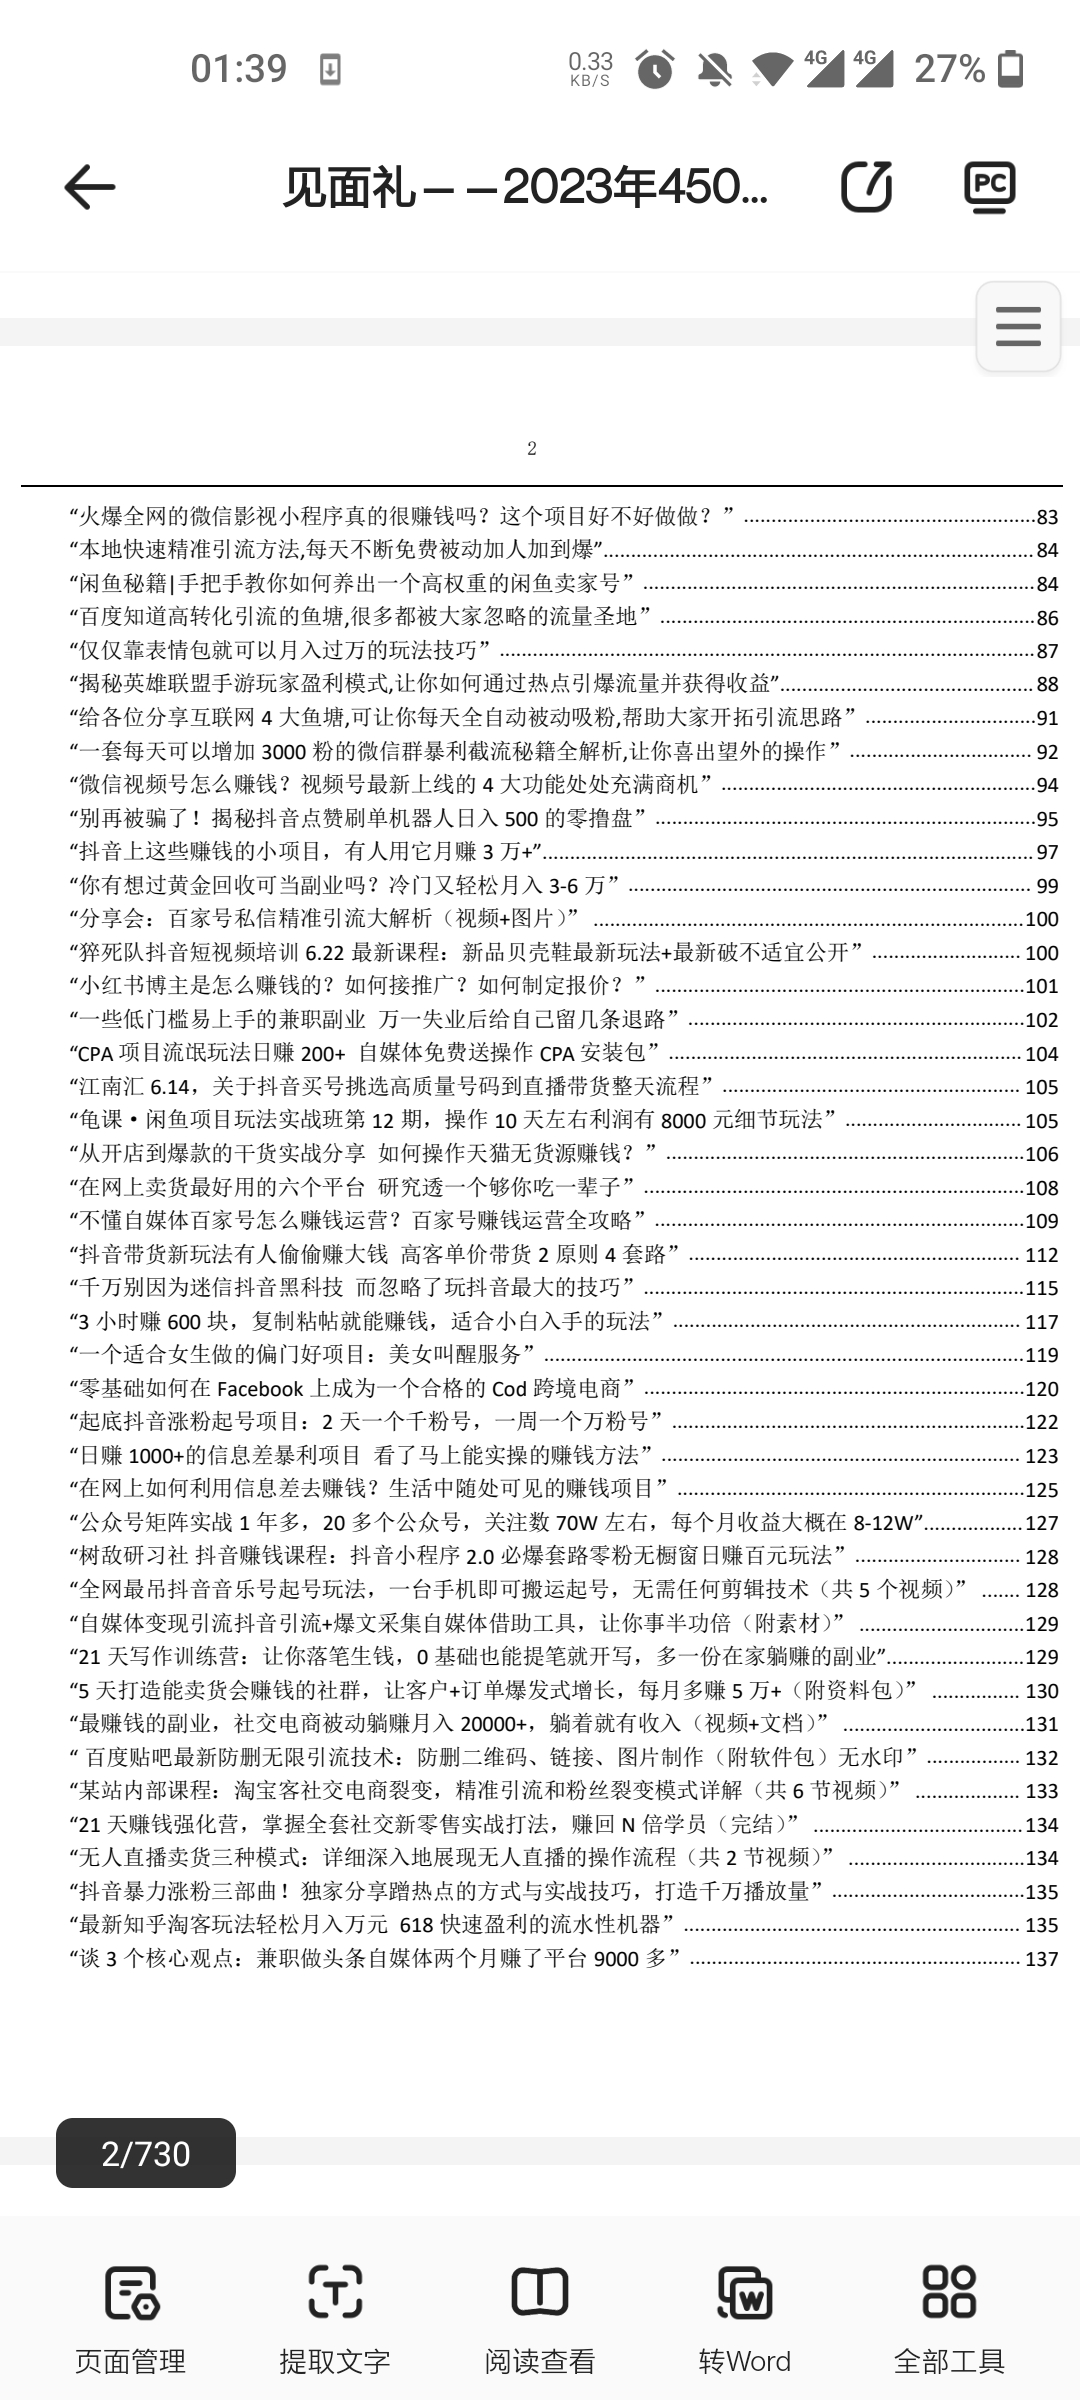 01:39
0.33 KB/S 4G 4G 27%
见面礼－－2023年450...
PC
2
“火爆全网的微信影视小程序真的很赚钱吗？这个项目好不好做做？” 83
“本地快速精准引流方法,每天不断免费被动加人加到爆” 84
“闲鱼秘籍|手把手教你如何养出一个高权重的闲鱼卖家号” 84
“百度知道高转化引流的鱼塘,很多都被大家忽略的流量圣地” 86
“仅仅靠表情包就可以月入过万的玩法技巧” 87
“揭秘英雄联盟手游玩家盈利模式,让你如何通过热点引爆流量并获得收益” 88
“给各位分享互联网 4 大鱼塘,可让你每天全自动被动吸粉,帮助大家开拓引流思路” 91
“一套每天可以增加 3000 粉的微信群暴利截流秘籍全解析,让你喜出望外的操作” 92
“微信视频号怎么赚钱？视频号最新上线的 4 大功能处处充满商机” 94
“别再被骗了！揭秘抖音点赞刷单机器人日入 500 的零撸盘” 95
“抖音上这些赚钱的小项目，有人用它月赚 3 万+” 97
“你有想过黄金回收可当副业吗？冷门又轻松月入 3-6 万” 99
“分享会：百家号私信精准引流大解析（视频+图片）” 100
“猝死队抖音短视频培训 6.22 最新课程：新品贝壳鞋最新玩法+最新破不适宜公开” 100
“小红书博主是怎么赚钱的？如何接推广？如何制定报价？” 101
“一些低门槛易上手的兼职副业 万一失业后给自己留几条退路” 102
“CPA 项目流氓玩法日赚 200+ 自媒体免费送操作 CPA 安装包” 104
“江南汇 6.14，关于抖音买号挑选高质量号码到直播带货整天流程” 105
“龟课·闲鱼项目玩法实战班第 12 期，操作 10 天左右利润有 8000 元细节玩法” 105
“从开店到爆款的干货实战分享 如何操作天猫无货源赚钱？” 106
“在网上卖货最好用的六个平台 研究透一个够你吃一辈子” 108
“不懂自媒体百家号怎么赚钱运营？百家号赚钱运营全攻略” 109
“抖音带货新玩法有人偷偷赚大钱 高客单价带货 2 原则 4 套路” 112
“千万别因为迷信抖音黑科技 而忽略了玩抖音最大的技巧” 115
“3 小时赚 600 块，复制粘帖就能赚钱，适合小白入手的玩法” 117
“一个适合女生做的偏门好项目：美女叫醒服务” 119
“零基础如何在 Facebook 上成为一个合格的 Cod 跨境电商” 120
“起底抖音涨粉起号项目：2 天一个千粉号，一周一个万粉号” 122
“日赚 1000+的信息差暴利项目 看了马上能实操的赚钱方法” 123
“在网上如何利用信息差去赚钱？生活中随处可见的赚钱项目” 125
“公众号矩阵实战 1 年多，20 多个公众号，关注数 70W 左右，每个月收益大概在 8-12W” 127
“树敌研习社 抖音赚钱课程：抖音小程序 2.0 必爆套路零粉无橱窗日赚百元玩法” 128
“全网最吊抖音音乐号起号玩法，一台手机即可搬运起号，无需任何剪辑技术（共 5 个视频）” 128
“自媒体变现引流抖音引流+爆文采集自媒体借助工具，让你事半功倍（附素材）” 129
“21 天写作训练营：让你落笔生钱，0 基础也能提笔就开写，多一份在家躺赚的副业” 129
“5 天打造能卖货会赚钱的社群，让客户+订单爆发式增长，每月多赚 5 万+（附资料包）” 130
“最赚钱的副业，社交电商被动躺赚月入 20000+，躺着就有收入（视频+文档）” 131
“ 百度贴吧最新防删无限引流技术：防删二维码、链接、图片制作（附软件包）无水印” 132
“某站内部课程：淘宝客社交电商裂变，精准引流和粉丝裂变模式详解（共 6 节视频）” 133
“21 天赚钱强化营，掌握全套社交新零售实战打法，赚回 N 倍学员（完结）” 134
“无人直播卖货三种模式：详细深入地展现无人直播的操作流程（共 2 节视频）” 134
“抖音暴力涨粉三部曲！独家分享蹭热点的方式与实战技巧，打造千万播放量” 135
“最新知乎淘客玩法轻松月入万元 618 快速盈利的流水性机器” 135
“谈 3 个核心观点：兼职做头条自媒体两个月赚了平台 9000 多” 137
2/730
页面管理 提取文字 阅读查看 转Word 全部工具